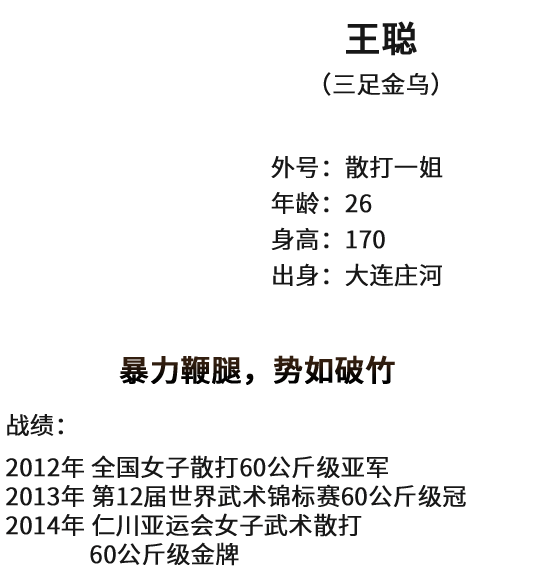 王聪
（三足金乌）
外号：散打一姐
年龄：26
身高：170
出身：大连庄河
暴力鞭腿，势如破竹
战绩：
2012年 全国女子散打60公斤级亚军
2013年 第12届世界武术锦标赛60公斤级冠
2014年 仁川亚运会女子武术散打
60公斤级金牌